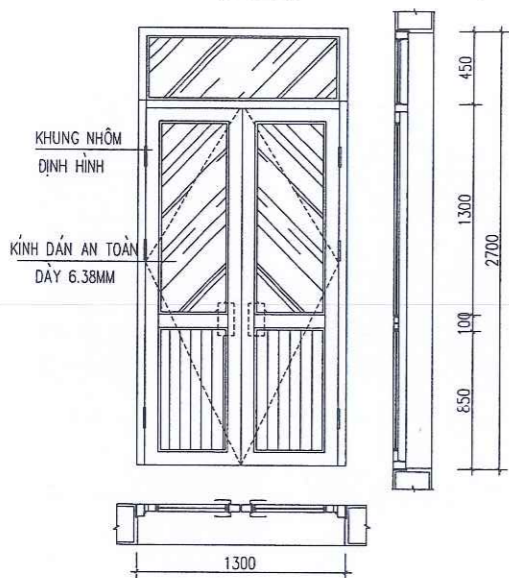 KHUNG NHÔM
ĐỊNH HÌNH
KÍNH DÁN AN TOÀN
DÀY 6.38MM
450
1300
100
850
2700
1300